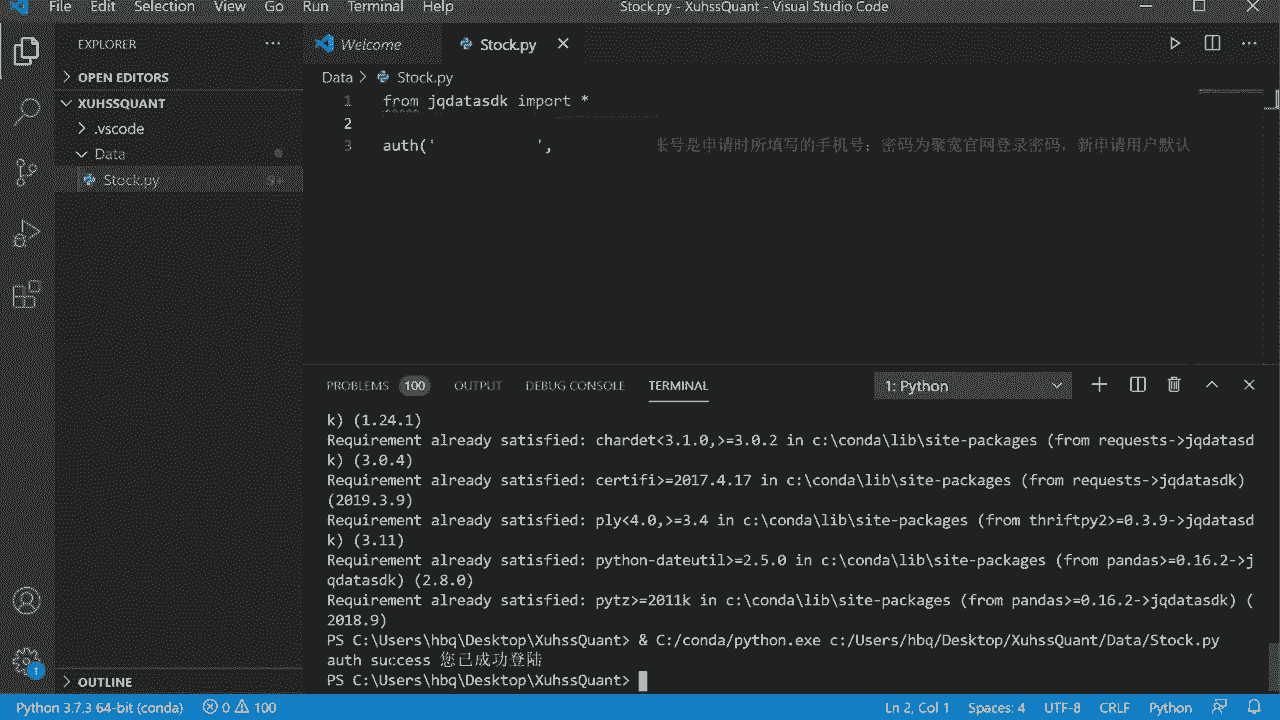 File Edit Selection View Go Run Terminal Help Stock.py - XuhssQuant - Visual Studio Code
EXPLORER
Welcome
Stock.py
OPEN EDITORS
XUHSSQUANT
.vscode
Data
Stock.py 9+
Data > Stock.py
1 from jqdatasdk import *
2
3 auth(' ', 账号是申请时所填写的手机号；密码为聚宽官网登录密码，新申请用户默认
PROBLEMS 100 OUTPUT DEBUG CONSOLE TERMINAL 1: Python
k) (1.24.1)
Requirement already satisfied: chardet<3.1.0,>=3.0.2 in c:\conda\lib\site-packages (from requests->jqdatasd
k) (3.0.4)
Requirement already satisfied: certifi>=2017.4.17 in c:\conda\lib\site-packages (from requests->jqdatasdk)
(2019.3.9)
Requirement already satisfied: ply<4.0,>=3.4 in c:\conda\lib\site-packages (from thriftpy2>=0.3.9->jqdatasd
k) (3.11)
Requirement already satisfied: python-dateutil>=2.5.0 in c:\conda\lib\site-packages (from pandas>=0.16.2->j
qdatasdk) (2.8.0)
Requirement already satisfied: pytz>=2011k in c:\conda\lib\site-packages (from pandas>=0.16.2->jqdatasdk) (
2018.9)
PS C:\Users\hbq\Desktop\XuhssQuant> & C:/conda/python.exe c:/Users/hbq/Desktop/XuhssQuant/Data/Stock.py
auth success 您已成功登陆
PS C:\Users\hbq\Desktop\XuhssQuant>
OUTLINE
1
Python 3.7.3 64-bit (conda) 0 100 Ln 2, Col 1 Spaces: 4 UTF-8 CRLF Python